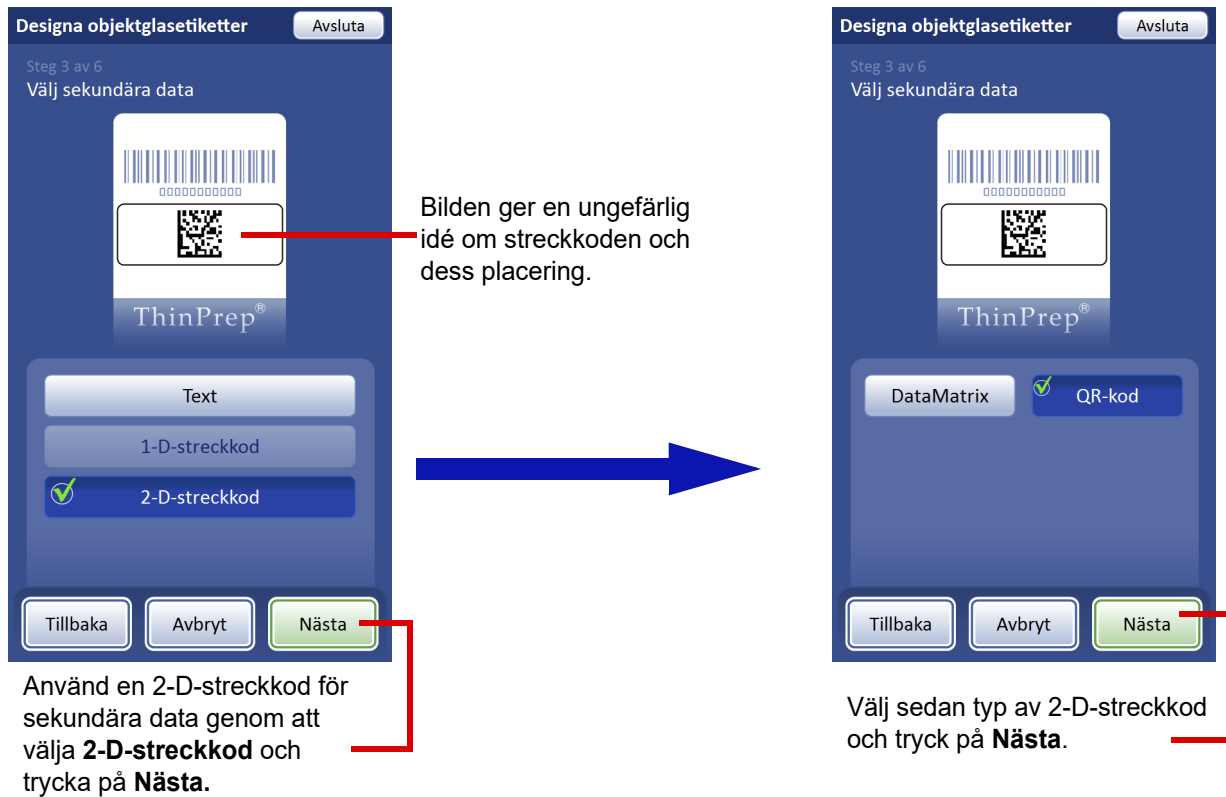 Designa objektglasetiketter
Avsluta
Steg 3 av 6
Välj sekundära data
ThinPrep®
Text
1-D-streckkod
2-D-streckkod
Tillbaka
Avbryt
Nästa
Bilden ger en ungefärlig
idé om streckkoden och
dess placering.
Använd en 2-D-streckkod för
sekundära data genom att
välja 2-D-streckkod och
trycka på Nästa.
Designa objektglasetiketter
Avsluta
Steg 3 av 6
Välj sekundära data
ThinPrep®
DataMatrix
QR-kod
Tillbaka
Avbryt
Nästa
Välj sedan typ av 2-D-streckkod
och tryck på Nästa.